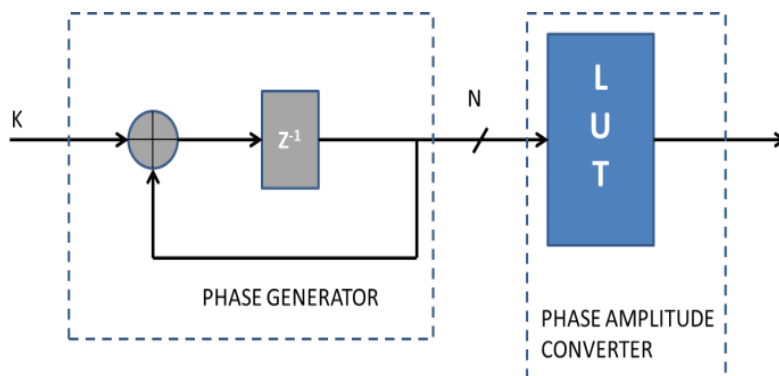 K
Z⁻¹
N
L
U
T
PHASE GENERATOR
PHASE AMPLITUDE
CONVERTER